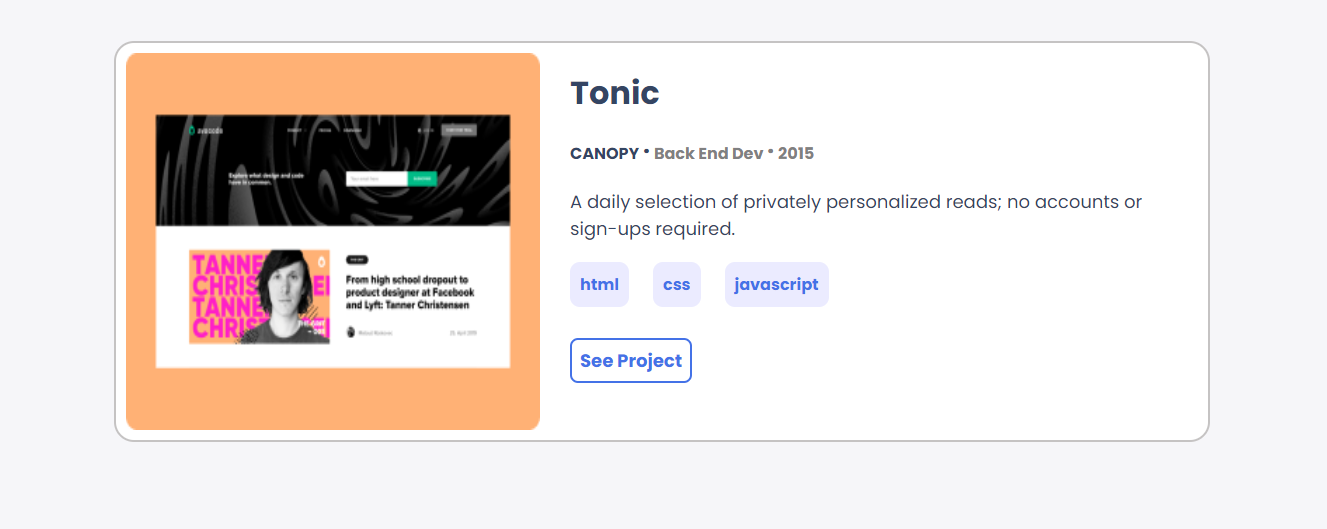 Tonic
CANOPY • Back End Dev • 2015
A daily selection of privately personalized reads; no accounts or
sign-ups required.
html css javascript
See Project
avocode
Explore what design and code
have in common.
TANNE
CHRIS
TANNE
CHRIS
From high school dropout to
product designer at Facebook
and Lyft: Tanner Christensen